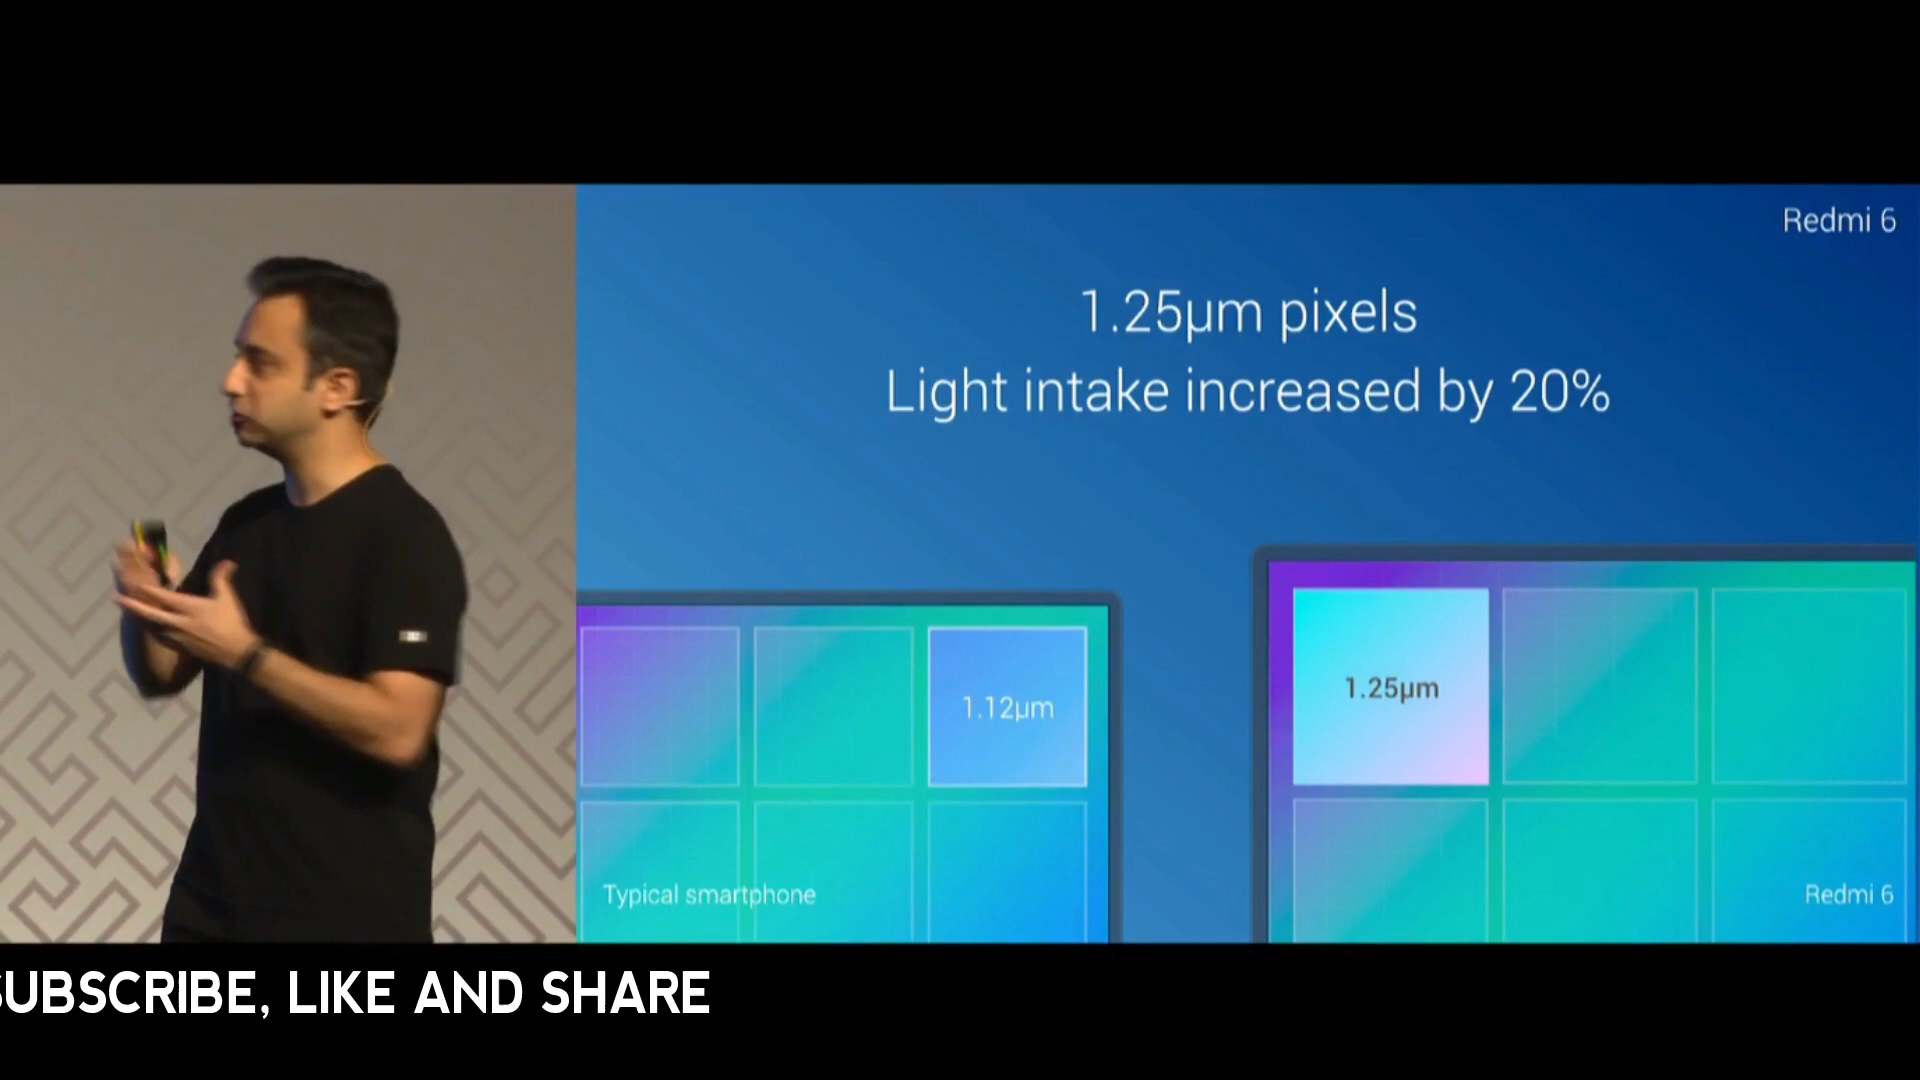 Redmi 6
1.25µm pixels
Light intake increased by 20%
1.12µm
1.25µm
Typical smartphone
Redmi 6
SUBSCRIBE, LIKE AND SHARE